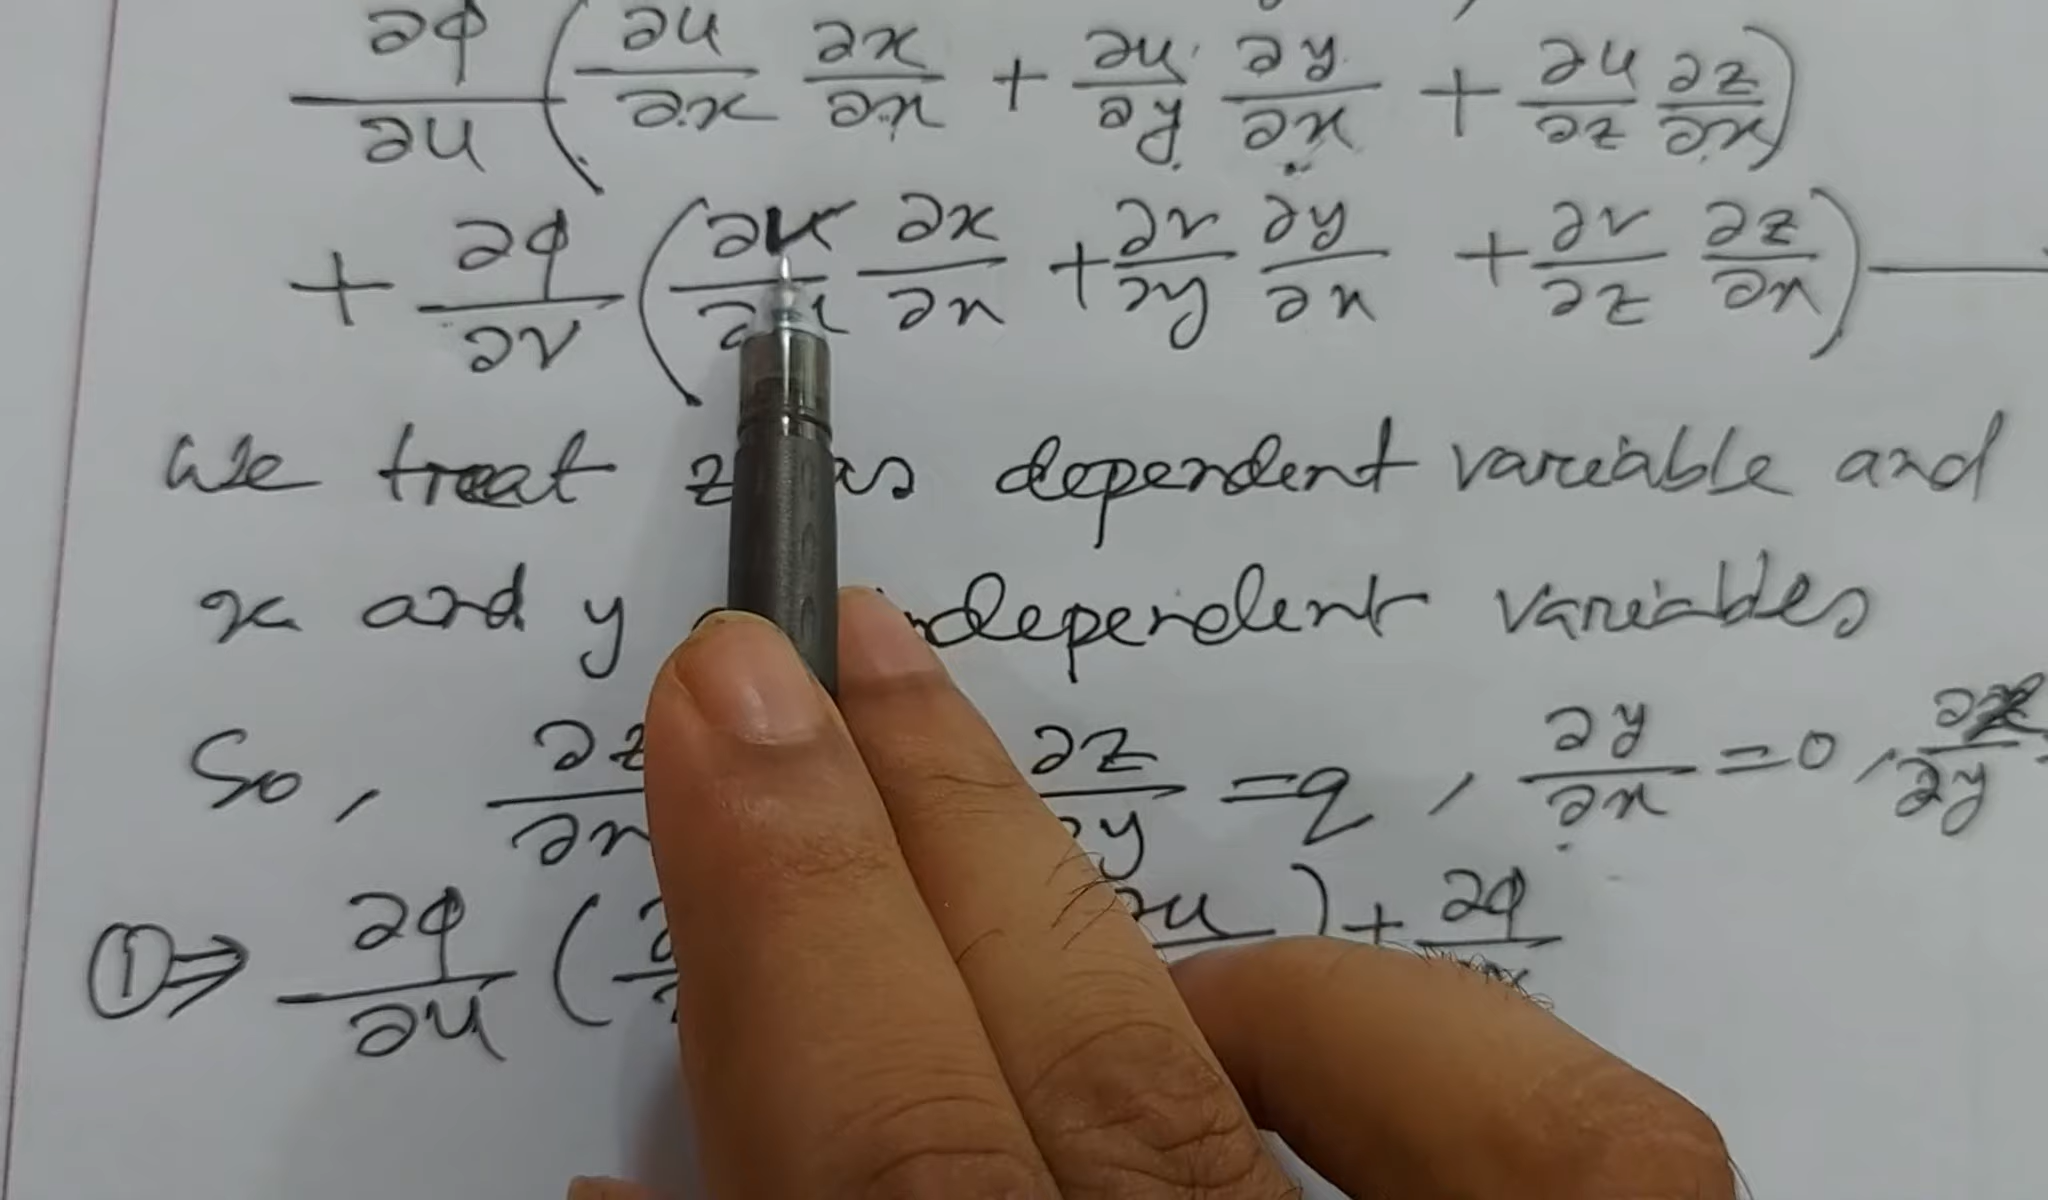 ∂φ/∂u (∂u/∂x ∂x/∂x + ∂u/∂y ∂y/∂x + ∂u/∂z ∂z/∂x)
+ ∂φ/∂v (∂v/∂x ∂x/∂x + ∂v/∂y ∂y/∂x + ∂v/∂z ∂z/∂x)
we treat z as dependent variable and
x and y independent variables
So, ∂z/∂x ∂z/∂y = q, ∂y/∂x = 0, ∂x/∂y
① ⇒ ∂φ/∂u ( ∂u ) + ∂φ